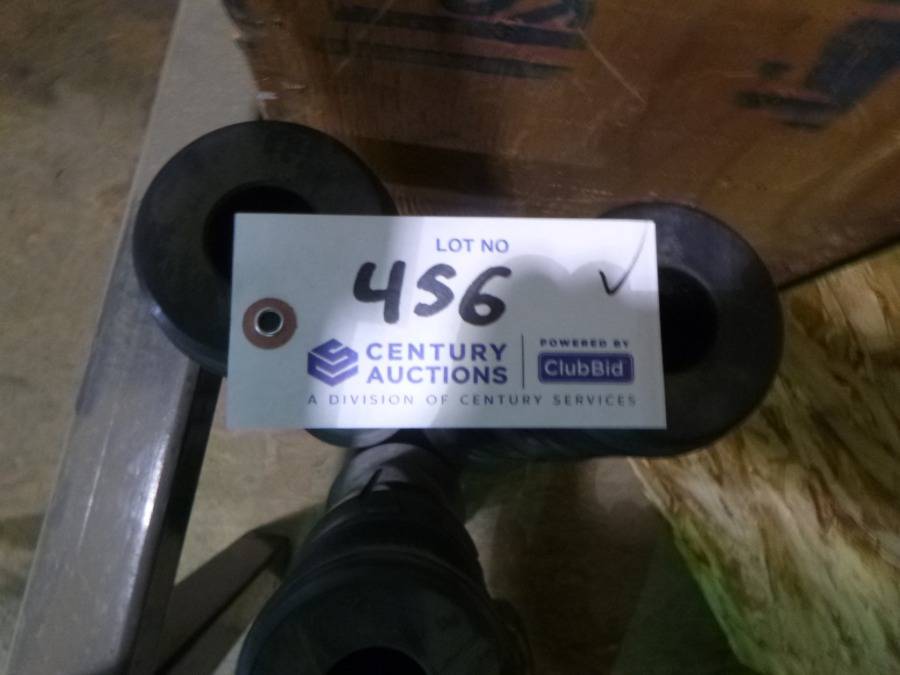 LOT NO
456
CENTURY
AUCTIONS
POWERED BY
ClubBid
A DIVISION OF CENTURY SERVICES